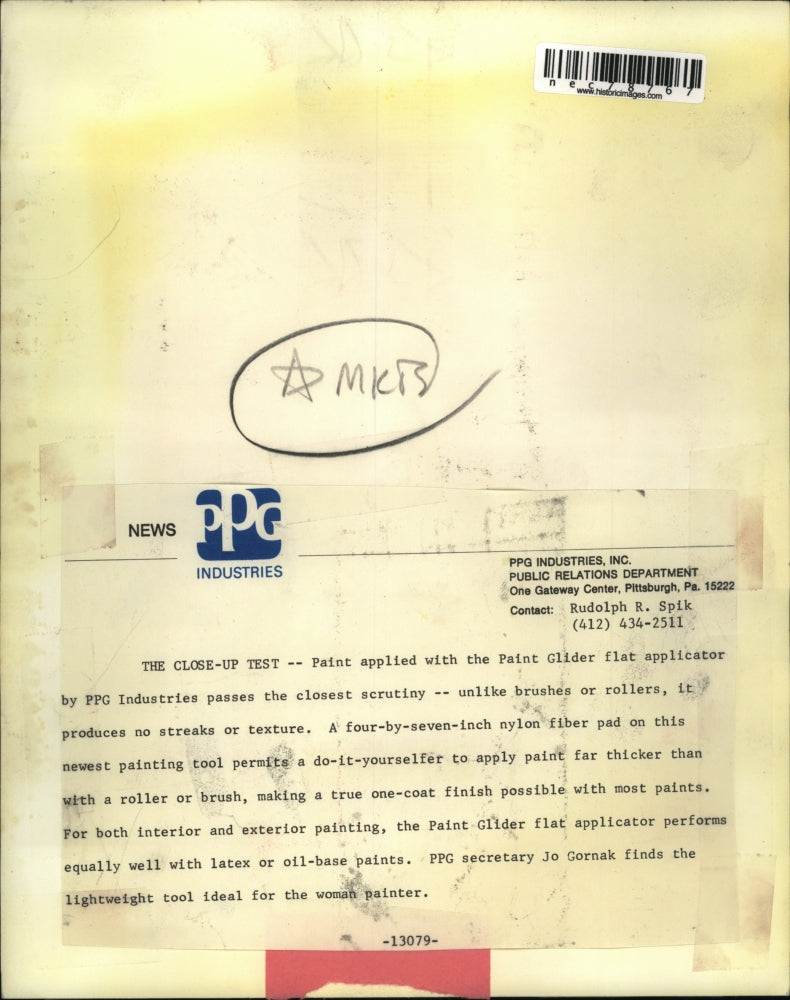 nec78767
www.historicimages.com
NEWS
PPG
INDUSTRIES
PPG INDUSTRIES, INC.
PUBLIC RELATIONS DEPARTMENT
One Gateway Center, Pittsburgh, Pa. 15222
Contact: Rudolph R. Spik
(412) 434-2511
THE CLOSE-UP TEST -- Paint applied with the Paint Glider flat applicator
by PPG Industries passes the closest scrutiny -- unlike brushes or rollers, it
produces no streaks or texture. A four-by-seven-inch nylon fiber pad on this
newest painting tool permits a do-it-yourselfer to apply paint far thicker than
with a roller or brush, making a true one-coat finish possible with most paints.
For both interior and exterior painting, the Paint Glider flat applicator performs
equally well with latex or oil-base paints. PPG secretary Jo Gornak finds the
lightweight tool ideal for the woman painter.
-13079-